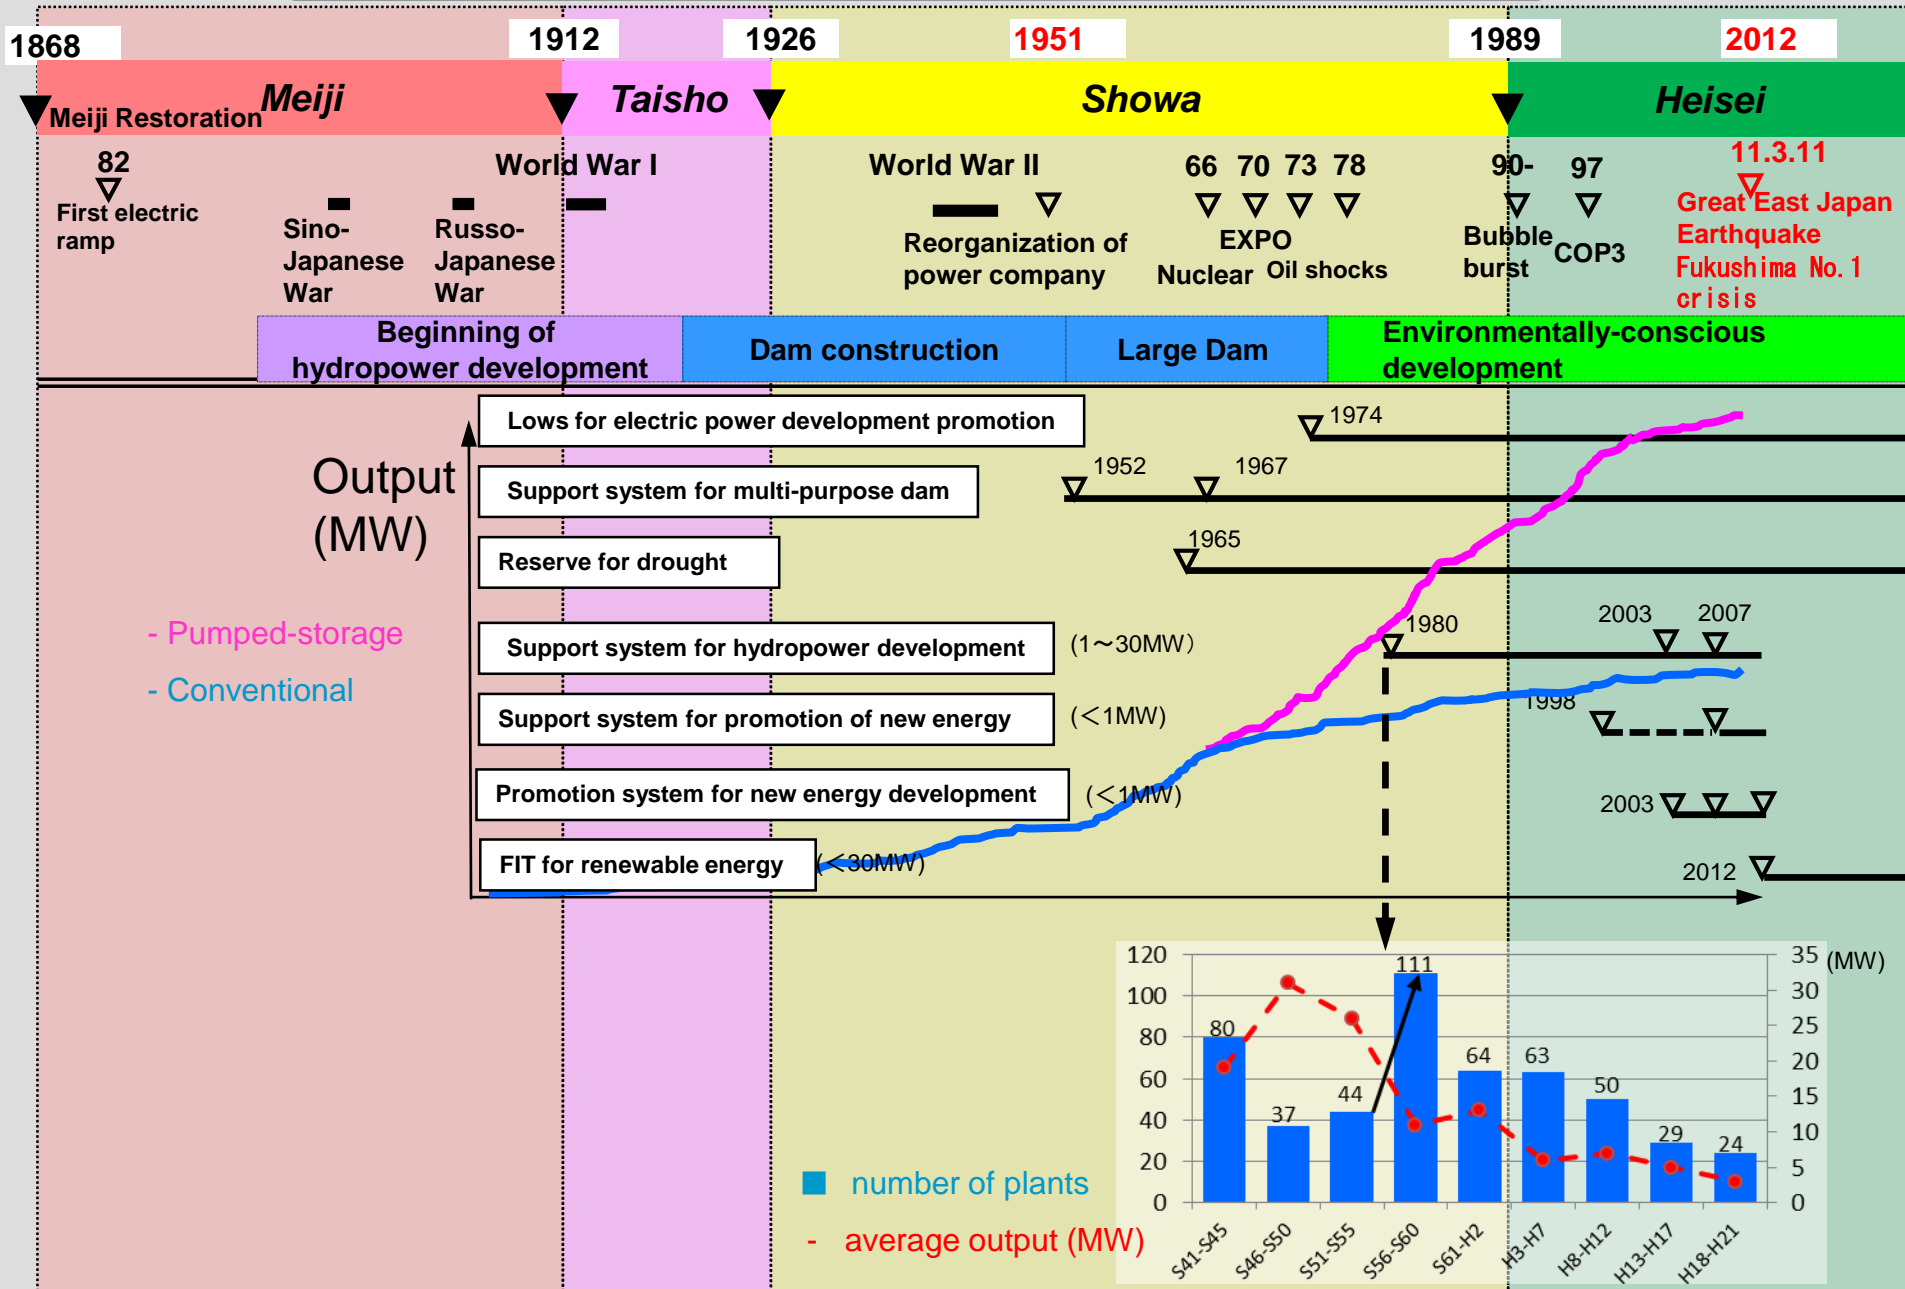 1868
1912
1926
1951
1989
2012
Meiji
Taisho
Showa
Heisei
Meiji Restoration
82
First electric
ramp
Sino-
Japanese
War
Russo-
Japanese
War
World War I
World War II
Reorganization of
power company
66
70
73
78
EXPO
Nuclear
Oil shocks
90-
97
Bubble
burst
COP3
11.3.11
Great East Japan
Earthquake
Fukushima No.1
crisis
Beginning of
hydropower development
Dam construction
Large Dam
Environmentally-conscious
development
Output
(MW)
- Pumped-storage
- Conventional
Lows for electric power development promotion
1974
Support system for multi-purpose dam
1952
1967
Reserve for drought
1965
Support system for hydropower development
(1～30MW）
1980
2003
2007
Support system for promotion of new energy
(＜1MW)
1998
Promotion system for new energy development
(＜1MW)
2003
FIT for renewable energy
(＜30MW)
2012
120
100
80
60
40
20
0
35
30
25
20
15
10
5
0
(MW)
80
37
44
111
64
63
50
29
24
S41-S45
S46-S50
S51-S55
S56-S60
S61-H2
H3-H7
H8-H12
H13-H17
H18-H21
number of plants
- average output (MW)